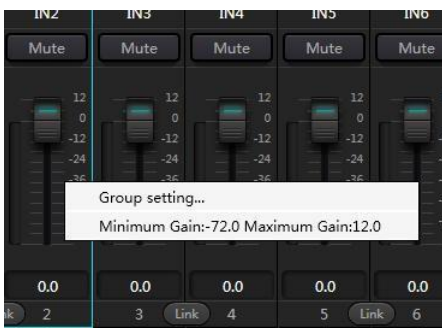 IN2 IN3 IN4 IN5 IN6
Mute Mute Mute Mute Mute
12 12 12 12
0 0 0 0
-12 -12 -12 -12
-24 -24 -24 -24
-36 -36 -36 -36
Group setting...
Minimum Gain:-72.0 Maximum Gain:12.0
0.0 0.0 0.0 0.0 0.0
2 3 Link 4 5 Link 6